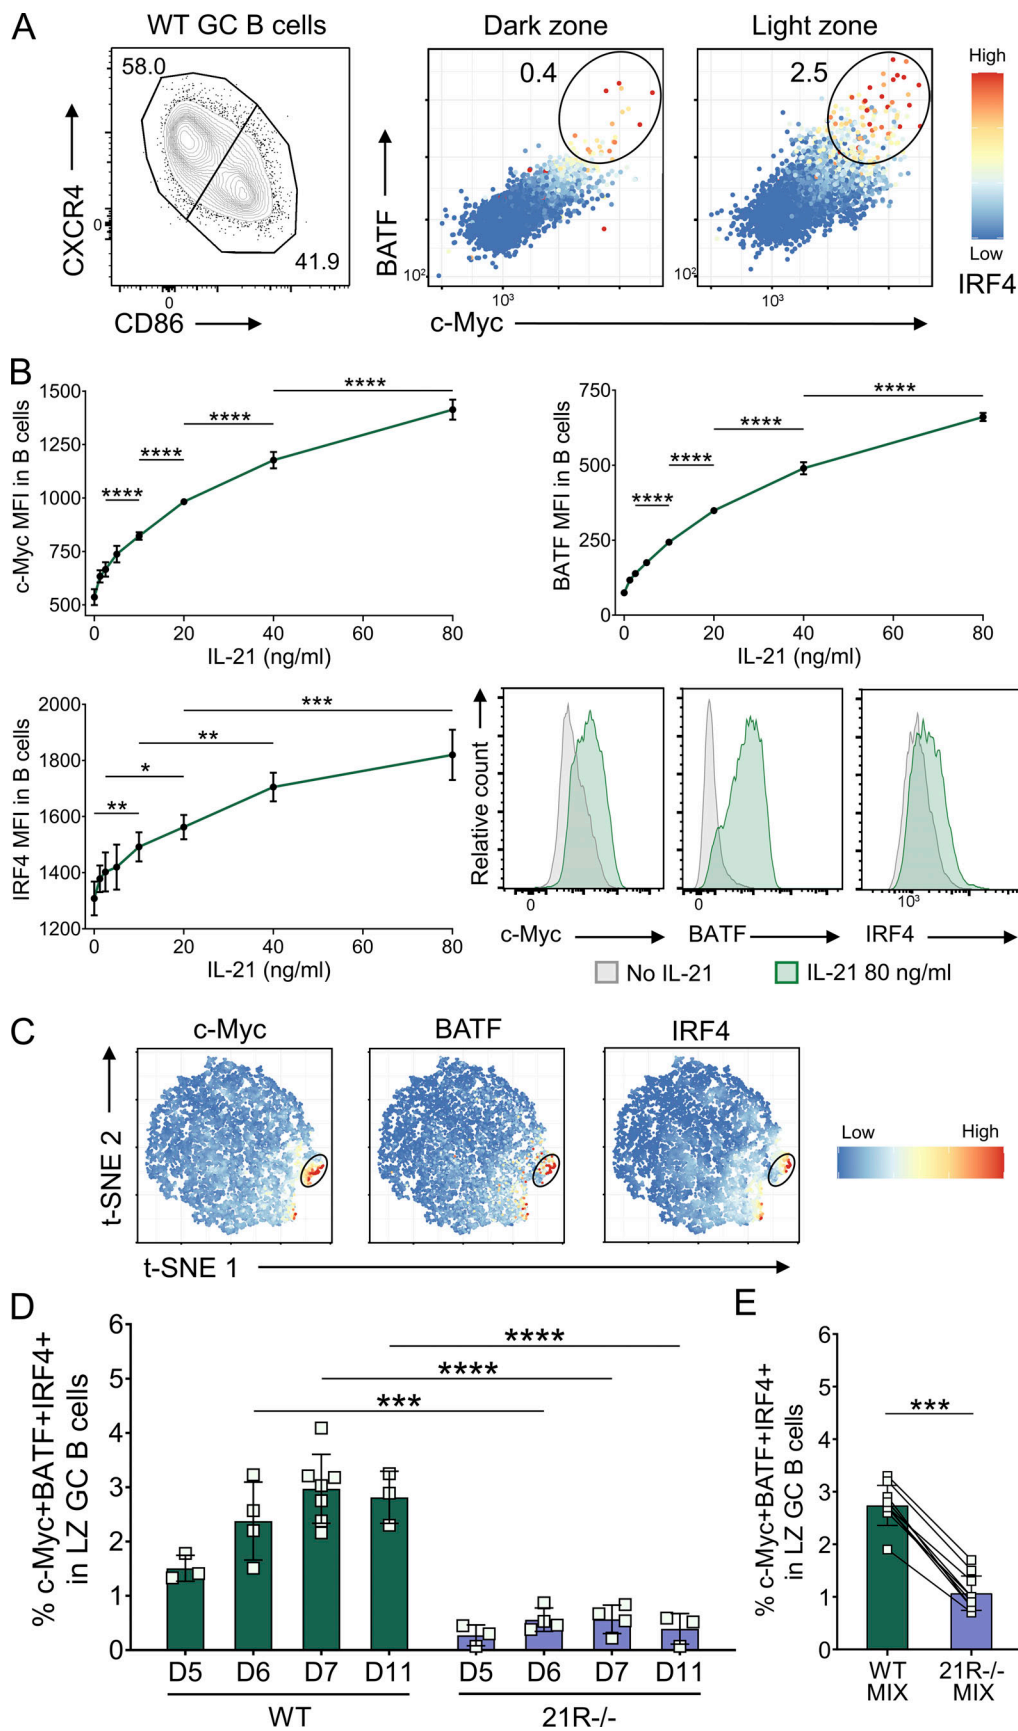 A
WT GC B cells
Dark zone
Light zone
58.0
41.9
0
0
CXCR4
CD86
0.4
2.5
BATF
10²
10³
10²
10³
c-Myc
High
Low
IRF4
B
c-Myc MFI in B cells
1500
1250
1000
750
500
0 20 40 60 80
IL-21 (ng/ml)
**** **** **** ****
BATF MFI in B cells
750
500
250
0
0 20 40 60 80
IL-21 (ng/ml)
**** **** **** ****
IRF4 MFI in B cells
2000
1800
1600
1400
1200
0 20 40 60 80
IL-21 (ng/ml)
** * ** ***
Relative count
0
0
10³
c-Myc
BATF
IRF4
No IL-21
IL-21 80 ng/ml
C
c-Myc
BATF
IRF4
t-SNE 2
t-SNE 1
Low
High
D
% c-Myc+BATF+IRF4+
in LZ GC B cells
6
5
4
3
2
1
0
****
****
***
D5 D6 D7 D11 D5 D6 D7 D11
WT
21R-/-
E
% c-Myc+BATF+IRF4+
in LZ GC B cells
6
5
4
3
2
1
0
***
WT
MIX
21R-/-
MIX